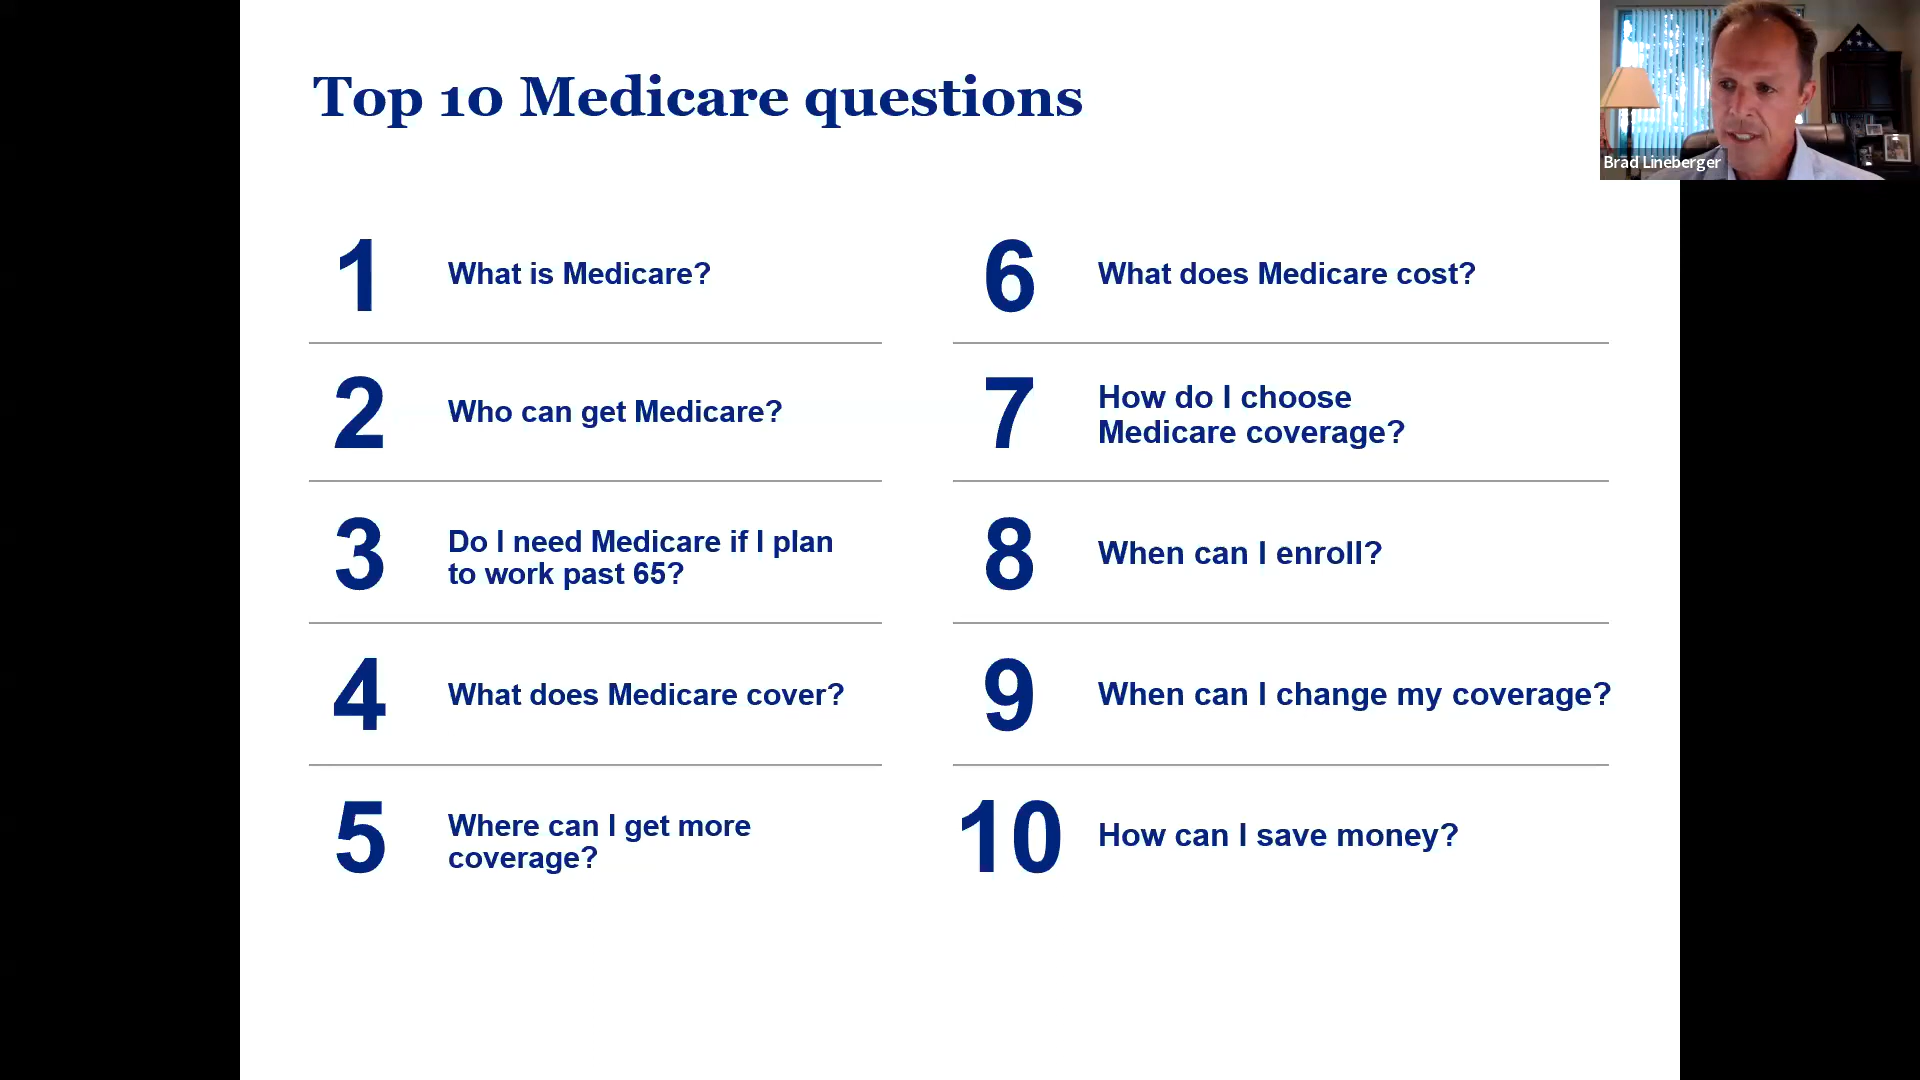 Top 10 Medicare questions
Brad Lineberger
1
What is Medicare?
2
Who can get Medicare?
3
Do I need Medicare if I plan
to work past 65?
4
What does Medicare cover?
5
Where can I get more
coverage?
6
What does Medicare cost?
7
How do I choose
Medicare coverage?
8
When can I enroll?
9
When can I change my coverage?
10
How can I save money?